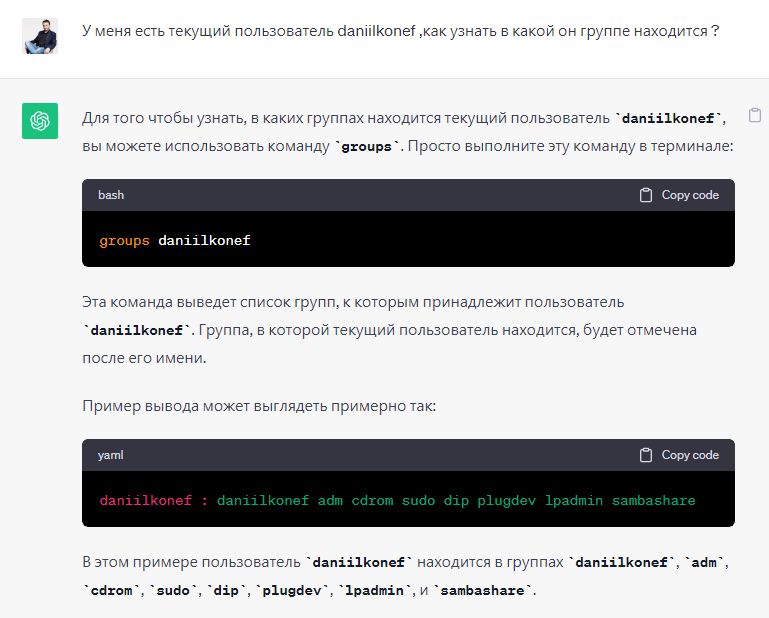 У меня есть текущий пользователь daniilkonef ,как узнать в какой он группе находится ?
Для того чтобы узнать, в каких группах находится текущий пользователь `daniilkonef`,
вы можете использовать команду `groups`. Просто выполните эту команду в терминале:
bash Copy code
groups daniilkonef
Эта команда выведет список групп, к которым принадлежит пользователь
`daniilkonef`. Группа, в которой текущий пользователь находится, будет отмечена
после его имени.
Пример вывода может выглядеть примерно так:
yaml Copy code
daniilkonef : daniilkonef adm cdrom sudo dip plugdev lpadmin sambashare
В этом примере пользователь `daniilkonef` находится в группах `daniilkonef`, `adm`,
`cdrom`, `sudo`, `dip`, `plugdev`, `lpadmin`, и `sambashare`.